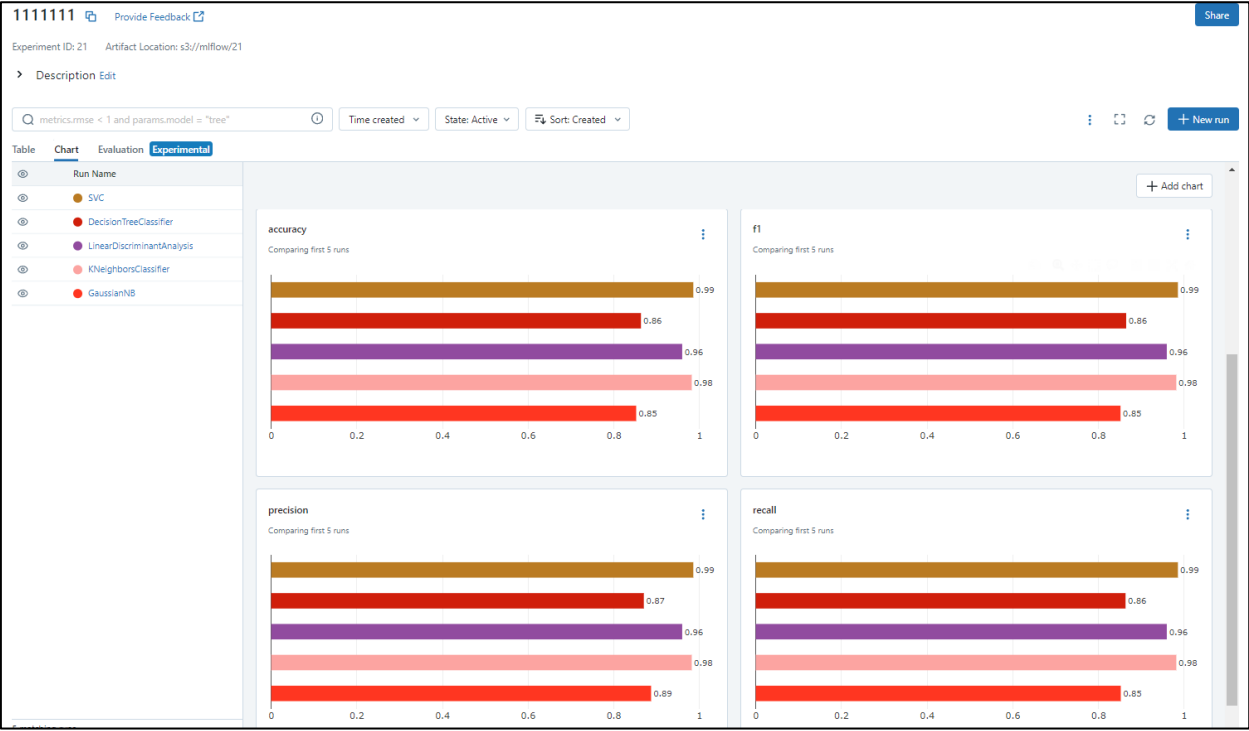 1111111 Provide Feedback
Share
Experiment ID: 21 Artifact Location: s3://mlflow/21
Description Edit
metrics.rmse < 1 and params.model = "tree"
Time created
State: Active
Sort: Created
+ New run
Table Chart Evaluation Experimental
Run Name
SVC
DecisionTreeClassifier
LinearDiscriminantAnalysis
KNeighborsClassifier
GaussianNB
+ Add chart
accuracy
Comparing first 5 runs
0.99
0.86
0.96
0.98
0.85
0 0.2 0.4 0.6 0.8 1
f1
Comparing first 5 runs
0.99
0.86
0.96
0.98
0.85
0 0.2 0.4 0.6 0.8 1
precision
Comparing first 5 runs
0.99
0.87
0.96
0.98
0.89
0 0.2 0.4 0.6 0.8 1
recall
Comparing first 5 runs
0.99
0.86
0.96
0.98
0.85
0 0.2 0.4 0.6 0.8 1